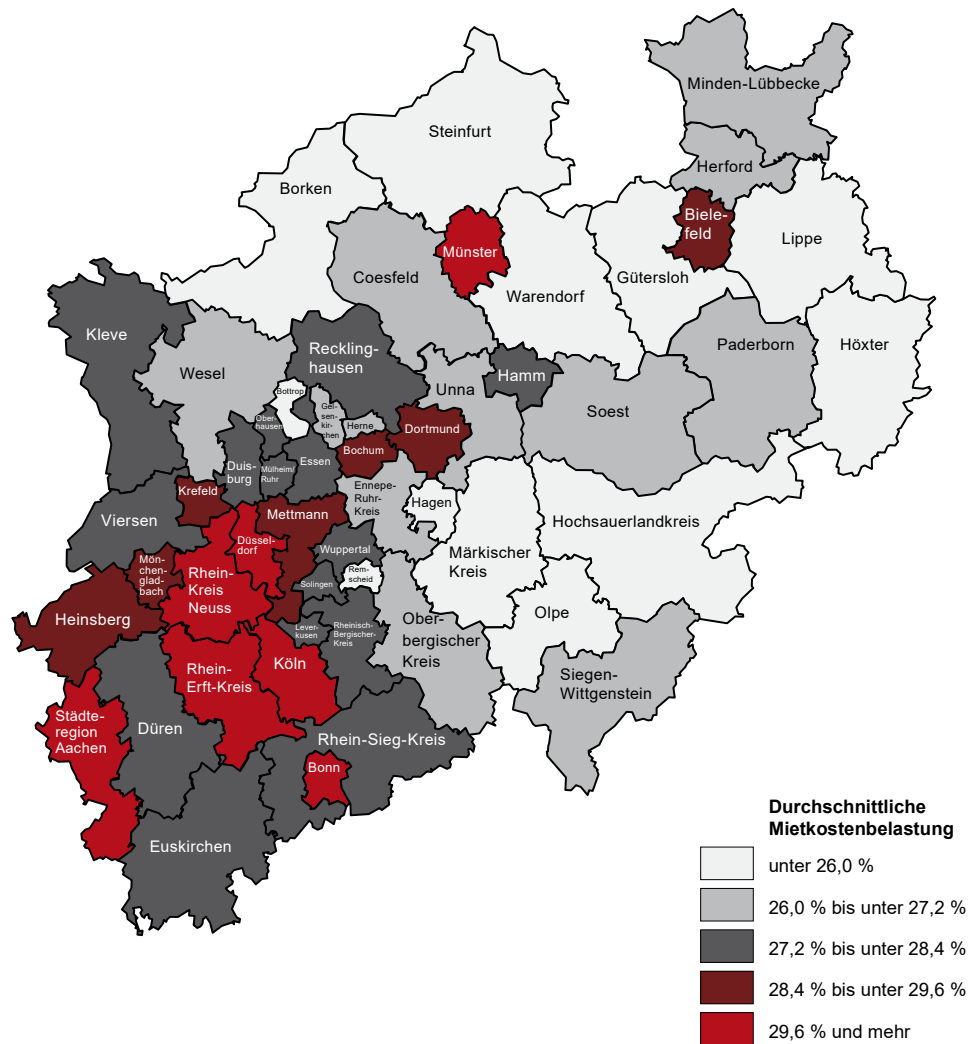 Minden-Lübbecke
Steinfurt
Herford
Borken
Biele-
feld
Lippe
Münster
Coesfeld
Gütersloh
Warendorf
Kleve
Paderborn
Höxter
Reckling-
hausen
Wesel
Hamm
Unna
Bottrop
Soest
Gel-
sen-
kir-
chen
Ober-
hausen
Herne
Dortmund
Bochum
Essen
Duis-
burg
Mülheim/
Ruhr
Krefeld
Ennepe-
Ruhr-
Kreis
Hagen
Mettmann
Viersen
Hochsauerlandkreis
Düssel-
dorf
Wuppertal
Märkischer
Kreis
Mön-
chen-
glad-
bach
Rhein-
Kreis
Neuss
Rem-
scheid
Solingen
Heinsberg
Olpe
Lever-
kusen
Rheinisch-
Bergischer-
Kreis
Ober-
bergischer
Kreis
Köln
Rhein-
Erft-Kreis
Siegen-
Wittgenstein
Städte-
region
Aachen
Düren
Rhein-Sieg-Kreis
Bonn
Euskirchen
Durchschnittliche
Mietkostenbelastung
unter 26,0 %
26,0 % bis unter 27,2 %
27,2 % bis unter 28,4 %
28,4 % bis unter 29,6 %
29,6 % und mehr